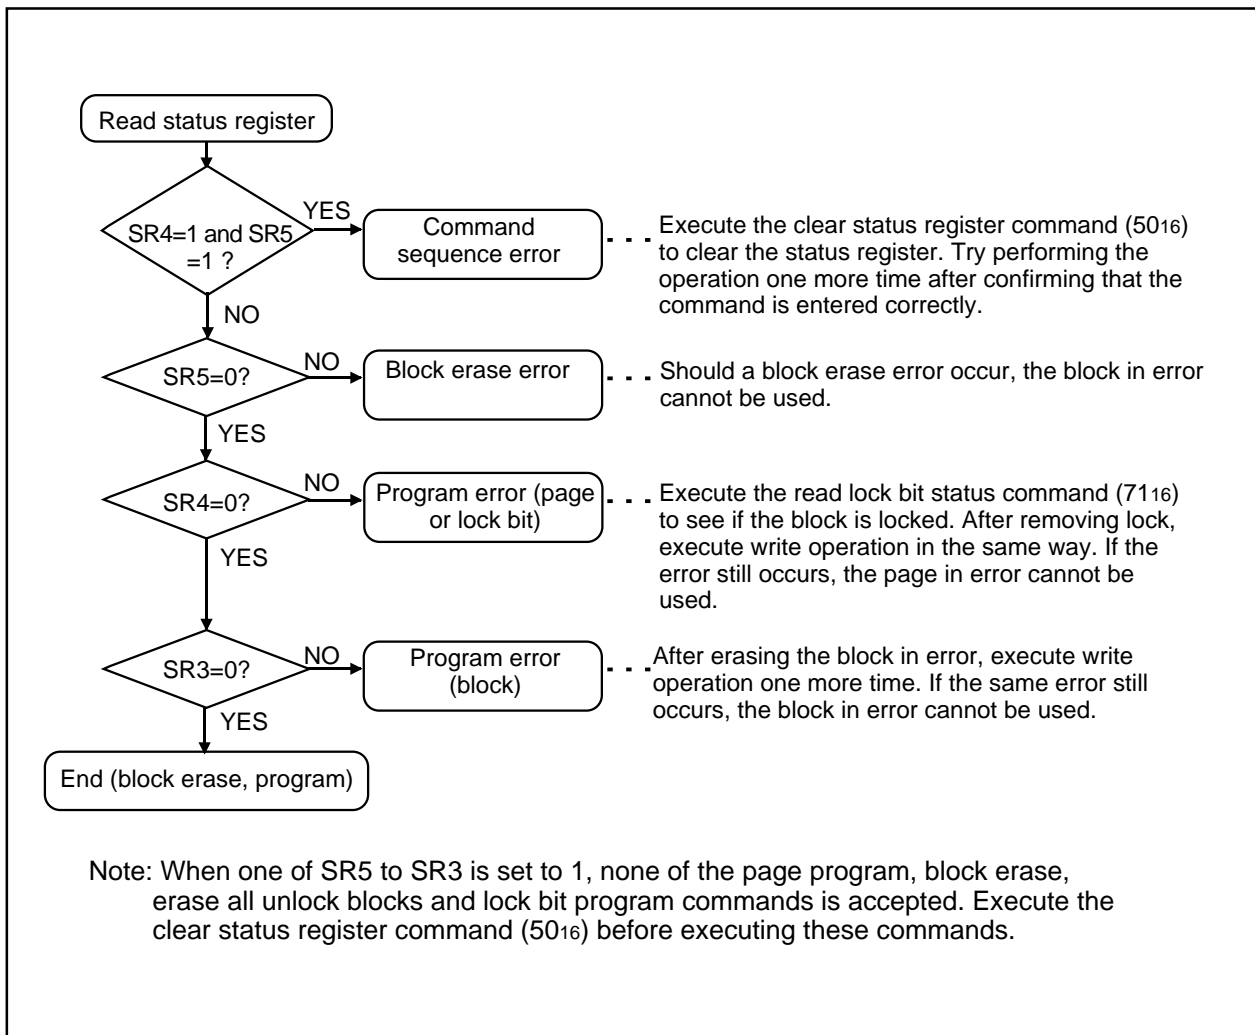 Read status register
SR4=1 and SR5
=1 ?
YES
Command
sequence error
Execute the clear status register command (5016)
to clear the status register. Try performing the
operation one more time after confirming that the
command is entered correctly.
NO
SR5=0?
NO
Block erase error
Should a block erase error occur, the block in error
cannot be used.
YES
SR4=0?
NO
Program error (page
or lock bit)
Execute the read lock bit status command (7116)
to see if the block is locked. After removing lock,
execute write operation in the same way. If the
error still occurs, the page in error cannot be
used.
YES
SR3=0?
NO
Program error
(block)
After erasing the block in error, execute write
operation one more time. If the same error still
occurs, the block in error cannot be used.
YES
End (block erase, program)
Note: When one of SR5 to SR3 is set to 1, none of the page program, block erase,
erase all unlock blocks and lock bit program commands is accepted. Execute the
clear status register command (5016) before executing these commands.